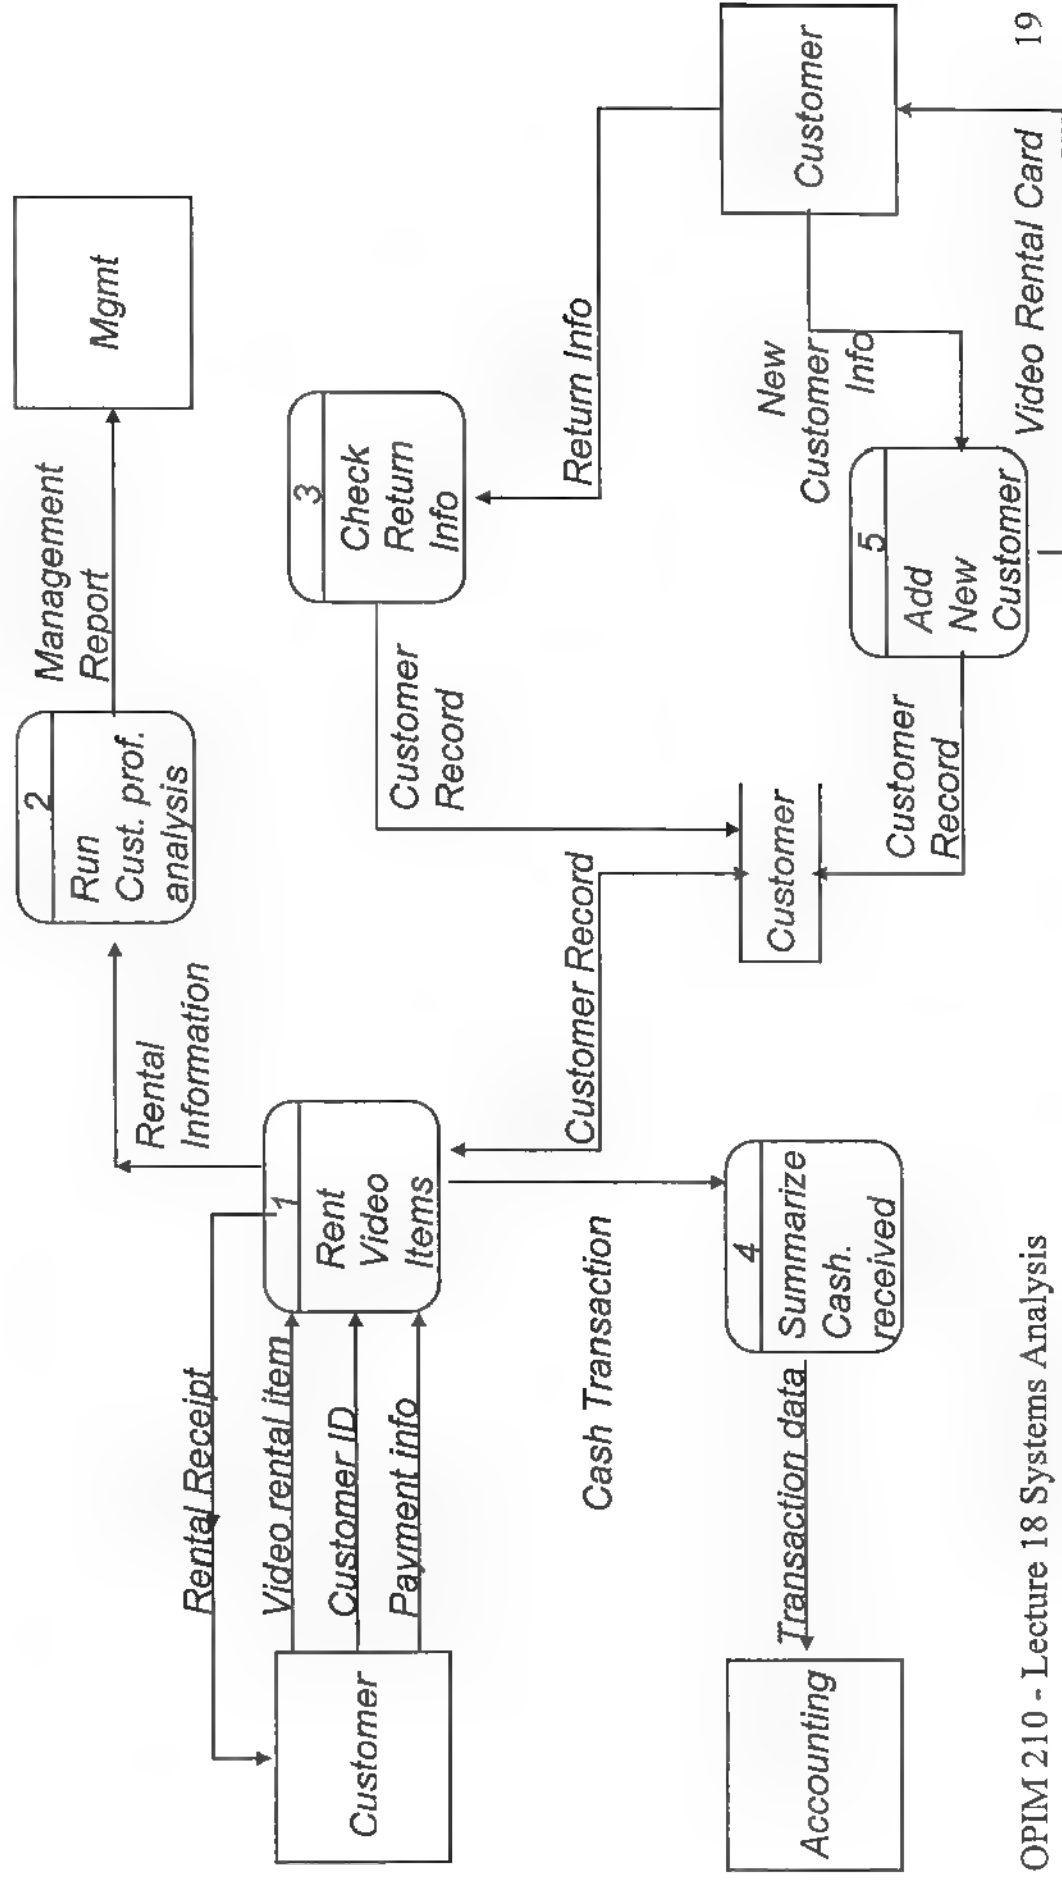 Management
Report
2
Run
Cust. prof.
analysis
Mgmt
Rental
Information
Rental Receipt
Video rental item
Customer ID
Payment info
Customer
1
Rent
Video
Items
3
Check
Return
Info
Customer
Record
Return Info
Customer Record
Cash Transaction
Customer
New
Customer
Info
Customer
4
Summarize
Cash.
received
Transaction data
Accounting
Customer
Record
5
Add
New
Customer
Video Rental Card
OPIM 210 - Lecture 18 Systems Analysis
19